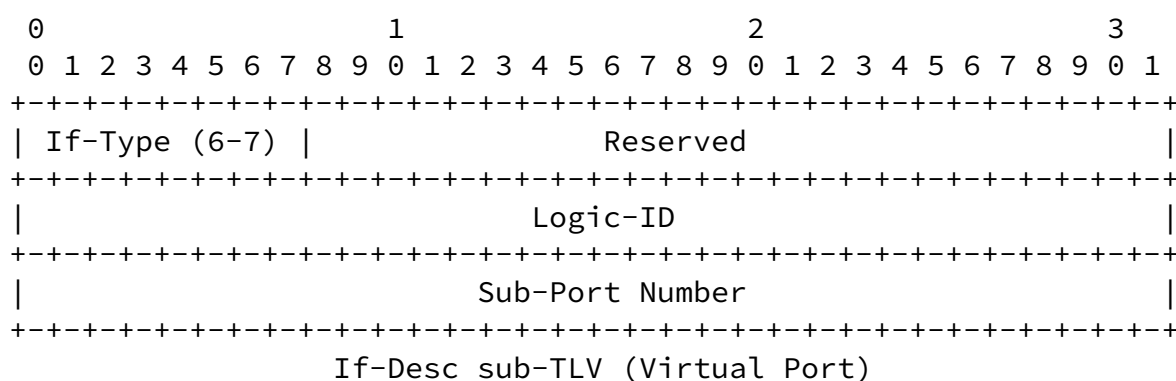 0                   1                   2                   3
 0 1 2 3 4 5 6 7 8 9 0 1 2 3 4 5 6 7 8 9 0 1 2 3 4 5 6 7 8 9 0 1
+-+-+-+-+-+-+-+-+-+-+-+-+-+-+-+-+-+-+-+-+-+-+-+-+-+-+-+-+-+-+-+-+
| If-Type (6-7) |                Reserved                       |
+-+-+-+-+-+-+-+-+-+-+-+-+-+-+-+-+-+-+-+-+-+-+-+-+-+-+-+-+-+-+-+-+
|                            Logic-ID                           |
+-+-+-+-+-+-+-+-+-+-+-+-+-+-+-+-+-+-+-+-+-+-+-+-+-+-+-+-+-+-+-+-+
|                         Sub-Port Number                       |
+-+-+-+-+-+-+-+-+-+-+-+-+-+-+-+-+-+-+-+-+-+-+-+-+-+-+-+-+-+-+-+-+
                 If-Desc sub-TLV (Virtual Port)